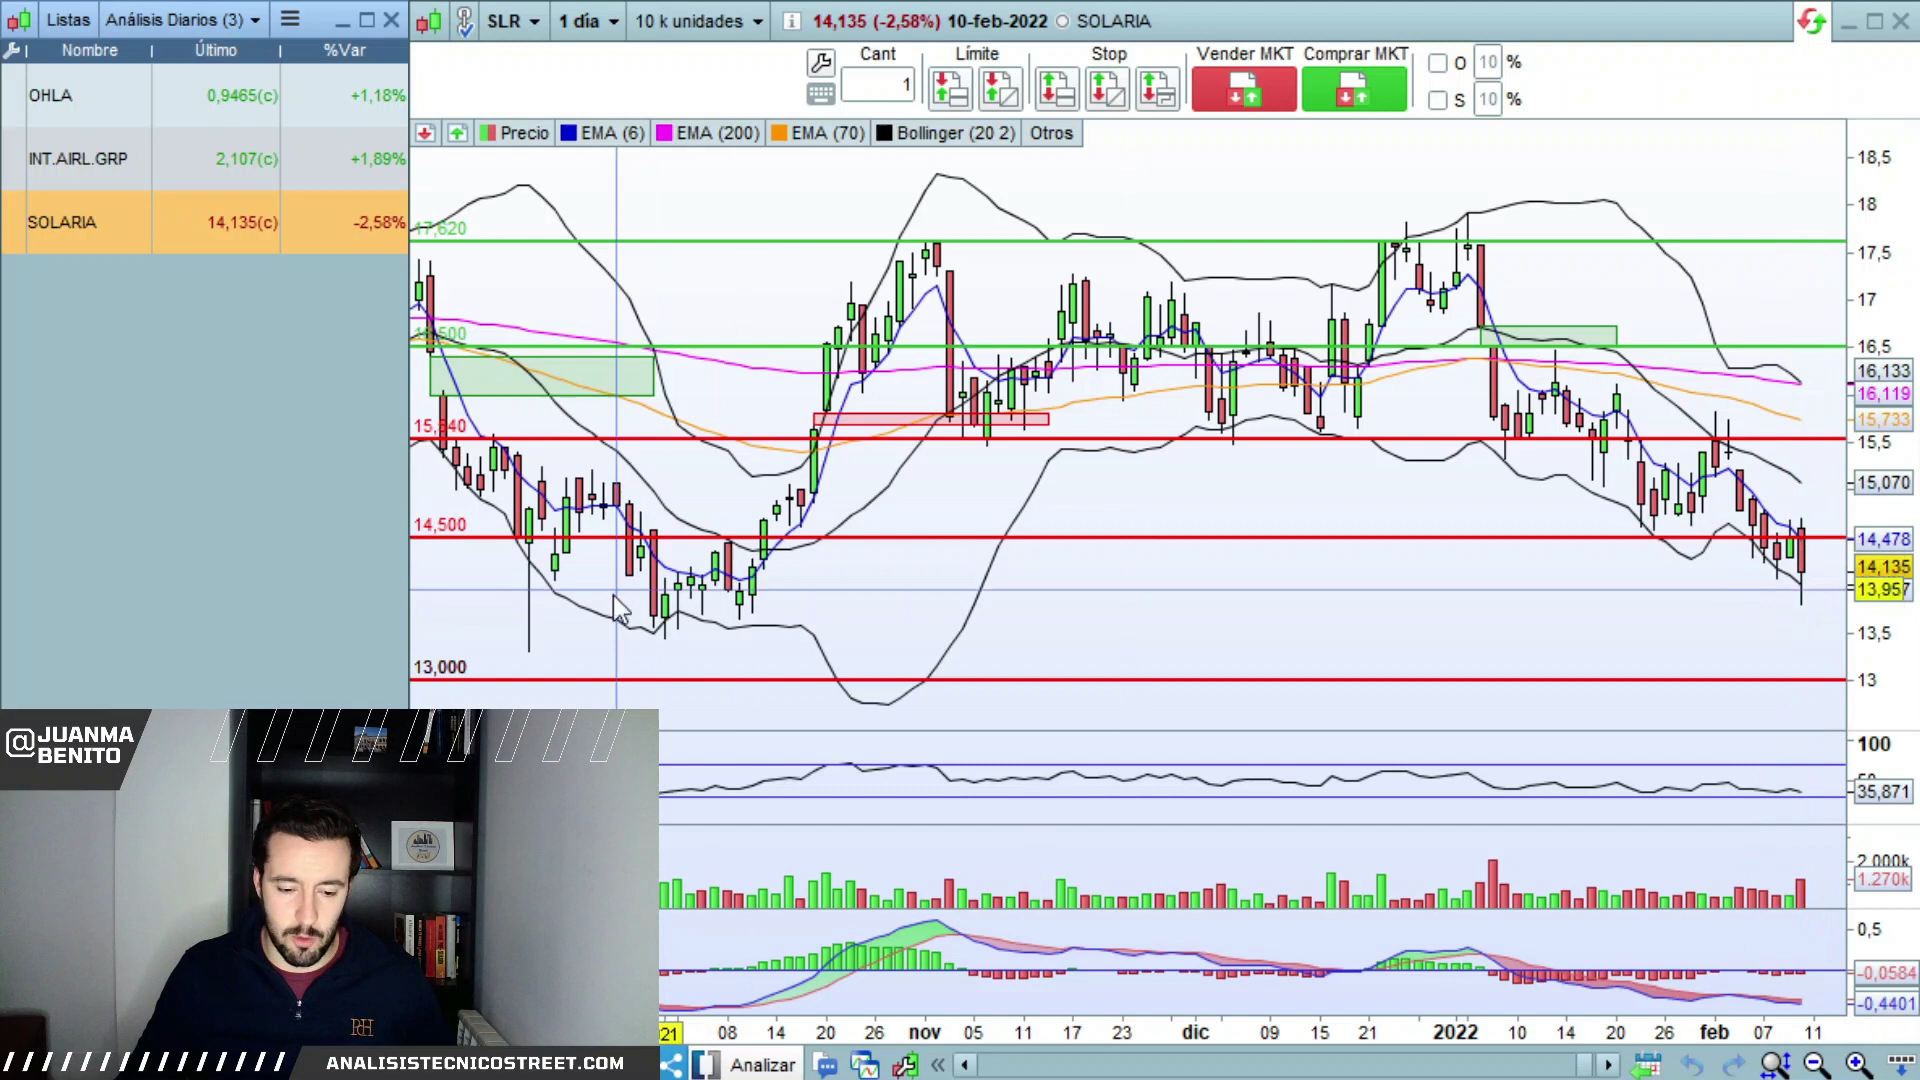 Listas
Análisis Diarios (3)
SLR
1 día
10 k unidades
14,135 (-2,58%) 10-feb-2022
SOLARIA
Nombre
Último
%Var
OHLA
0,9465(c)
+1,18%
INT.AIRL.GRP
2,107(c)
+1,89%
SOLARIA
14,135(c)
-2,58%
Cant
1
Límite
Stop
Vender MKT
Comprar MKT
O
10
%
S
10
%
Precio
EMA (6)
EMA (200)
EMA (70)
Bollinger (20 2)
Otros
17,620
14,500
13,000
18,5
18
17,5
17
16,5
16,133
16,119
15,733
15,5
15,070
14,478
14,135
13,957
13,5
13
100
35,871
2.000k
1.270k
0,5
-0,0584
-0,4401
21
08
14
20
26
nov
05
11
17
23
dic
09
15
21
2022
10
14
20
26
feb
07
11
Analizar
@JUANMA
BENITO
ANALISISTECNICOSTREET.COM